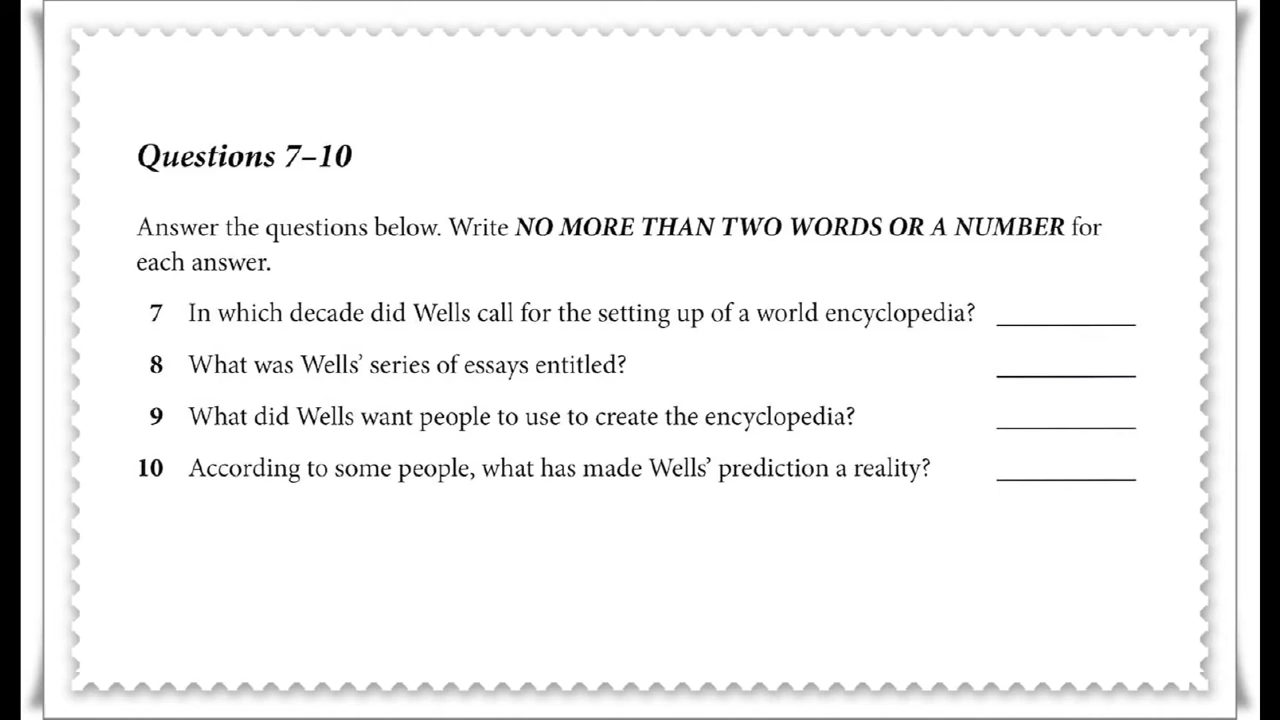 Questions 7–10
Answer the questions below. Write NO MORE THAN TWO WORDS OR A NUMBER for
each answer.
7 In which decade did Wells call for the setting up of a world encyclopedia?
8 What was Wells’ series of essays entitled?
9 What did Wells want people to use to create the encyclopedia?
10 According to some people, what has made Wells’ prediction a reality?